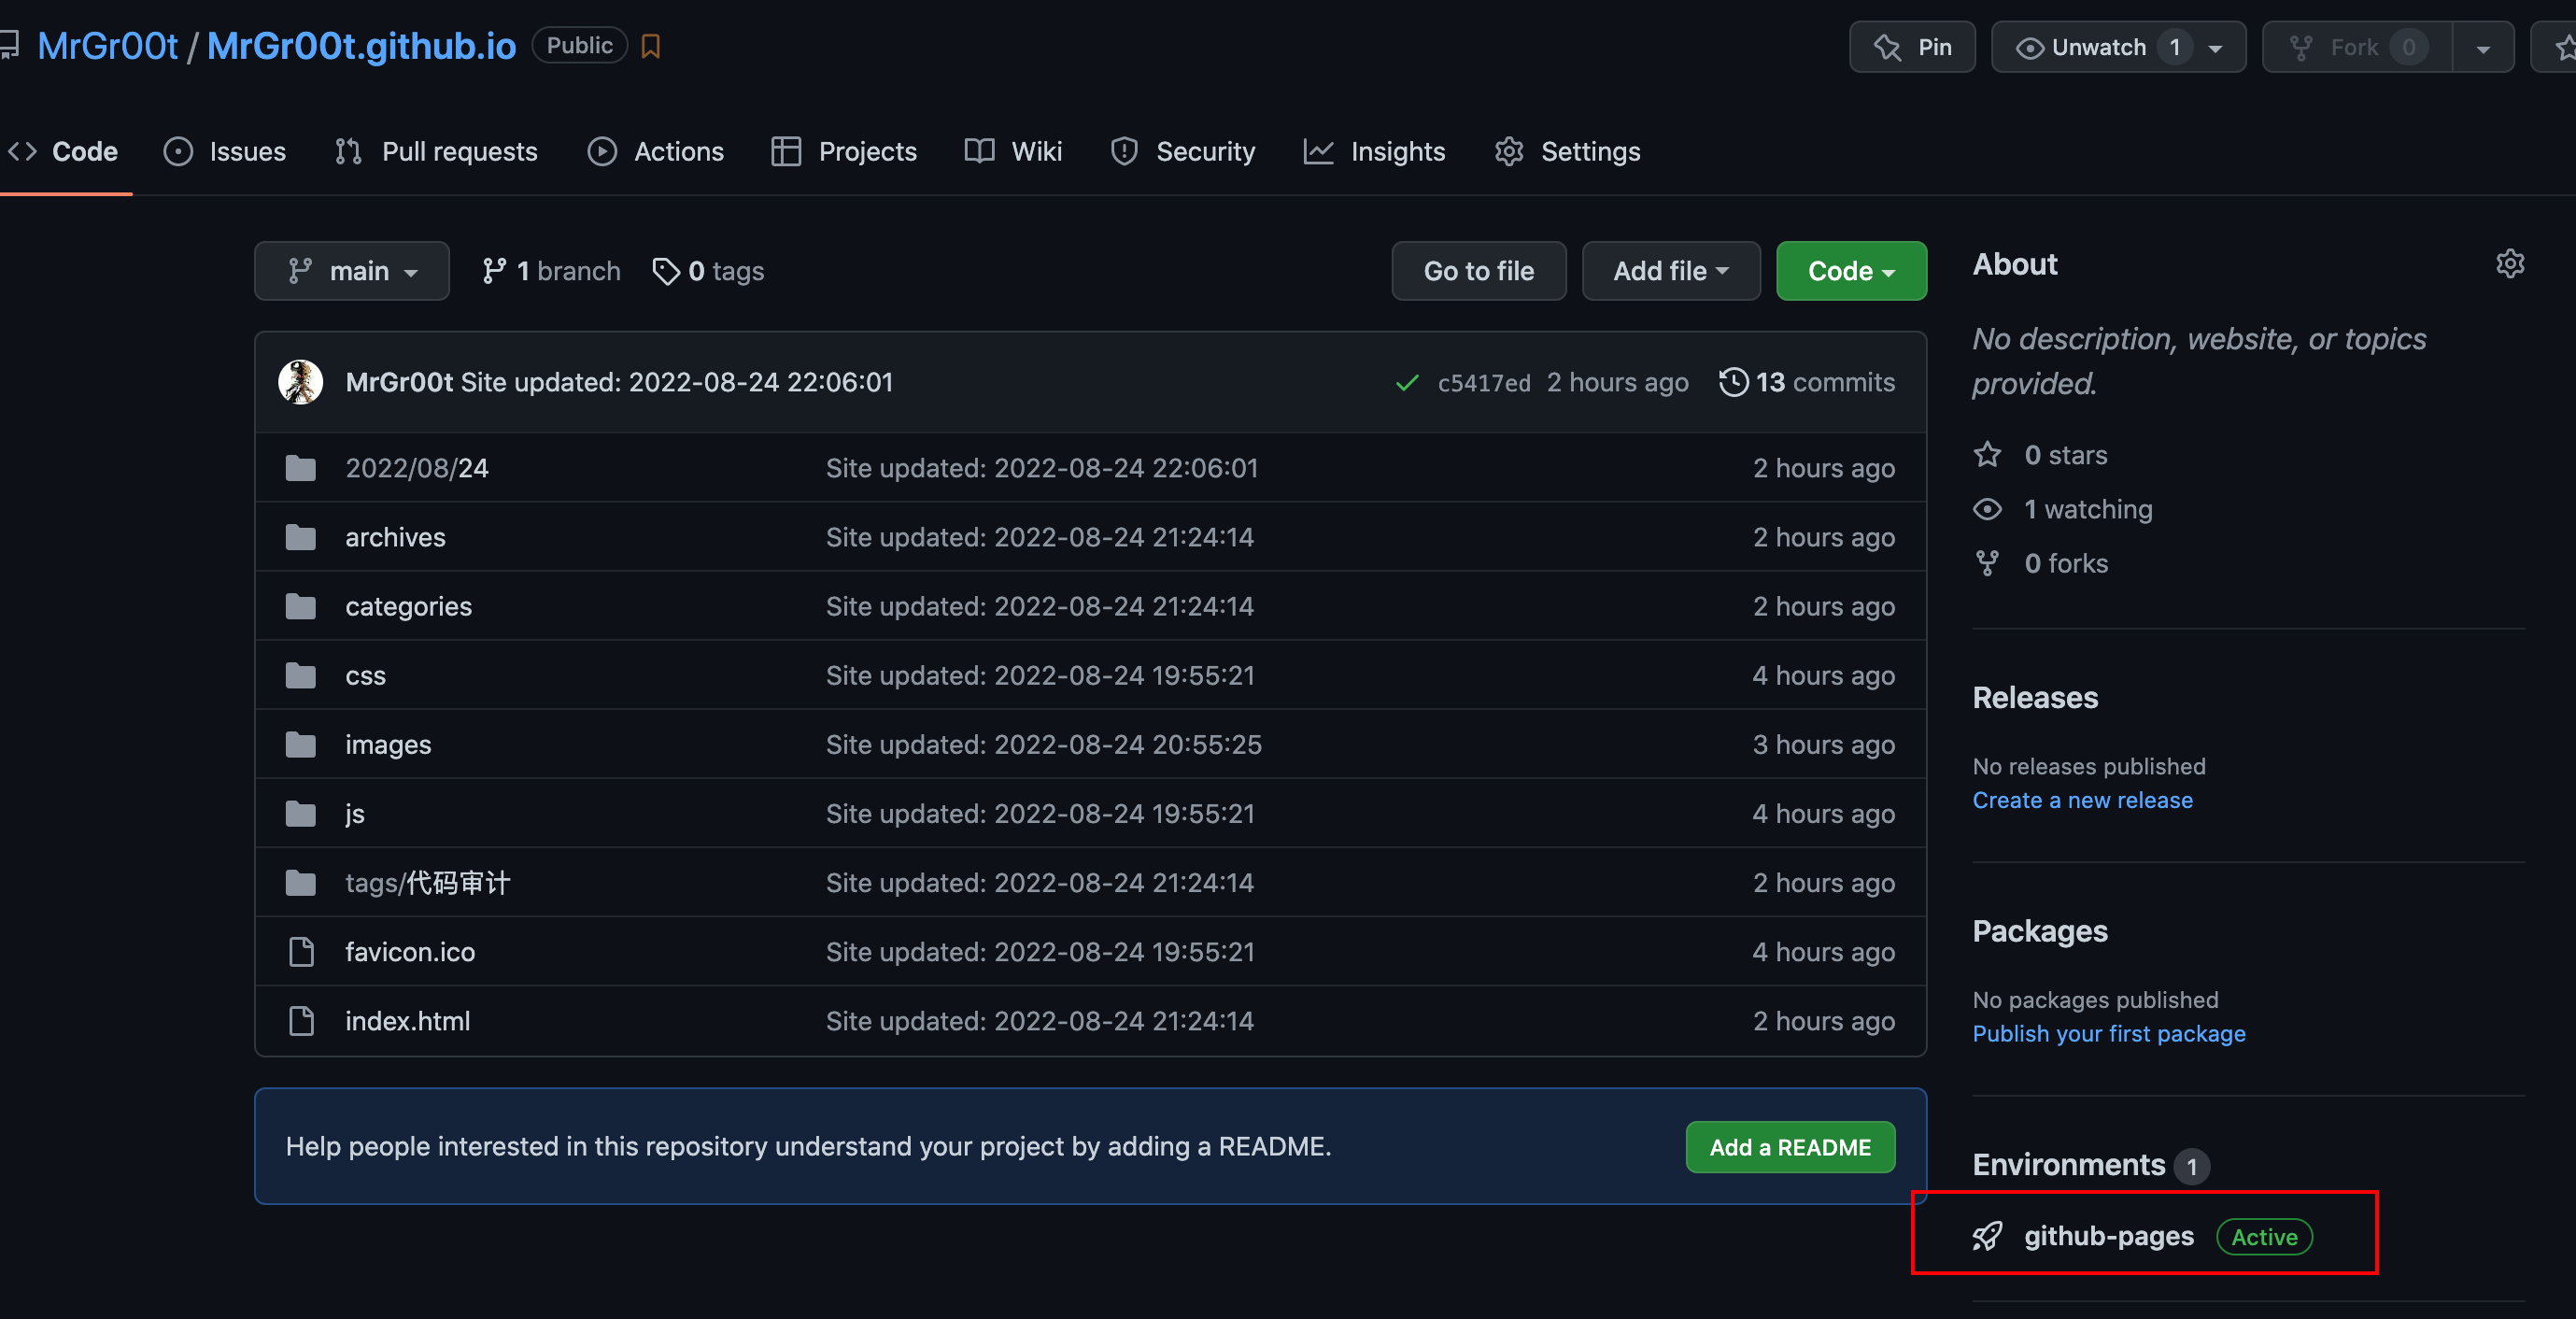 MrGr00t / MrGr00t.github.io Public Pin Unwatch 1 Fork 0
Code Issues Pull requests Actions Projects Wiki Security Insights Settings
main 1 branch 0 tags Go to file Add file Code
MrGr00t Site updated: 2022-08-24 22:06:01 c5417ed 2 hours ago 13 commits
2022/08/24 Site updated: 2022-08-24 22:06:01 2 hours ago
archives Site updated: 2022-08-24 21:24:14 2 hours ago
categories Site updated: 2022-08-24 21:24:14 2 hours ago
css Site updated: 2022-08-24 19:55:21 4 hours ago
images Site updated: 2022-08-24 20:55:25 3 hours ago
js Site updated: 2022-08-24 19:55:21 4 hours ago
tags/代码审计 Site updated: 2022-08-24 21:24:14 2 hours ago
favicon.ico Site updated: 2022-08-24 19:55:21 4 hours ago
index.html Site updated: 2022-08-24 21:24:14 2 hours ago
Help people interested in this repository understand your project by adding a README. Add a README
About
No description, website, or topics
provided.
0 stars
1 watching
0 forks
Releases
No releases published
Create a new release
Packages
No packages published
Publish your first package
Environments 1
github-pages Active